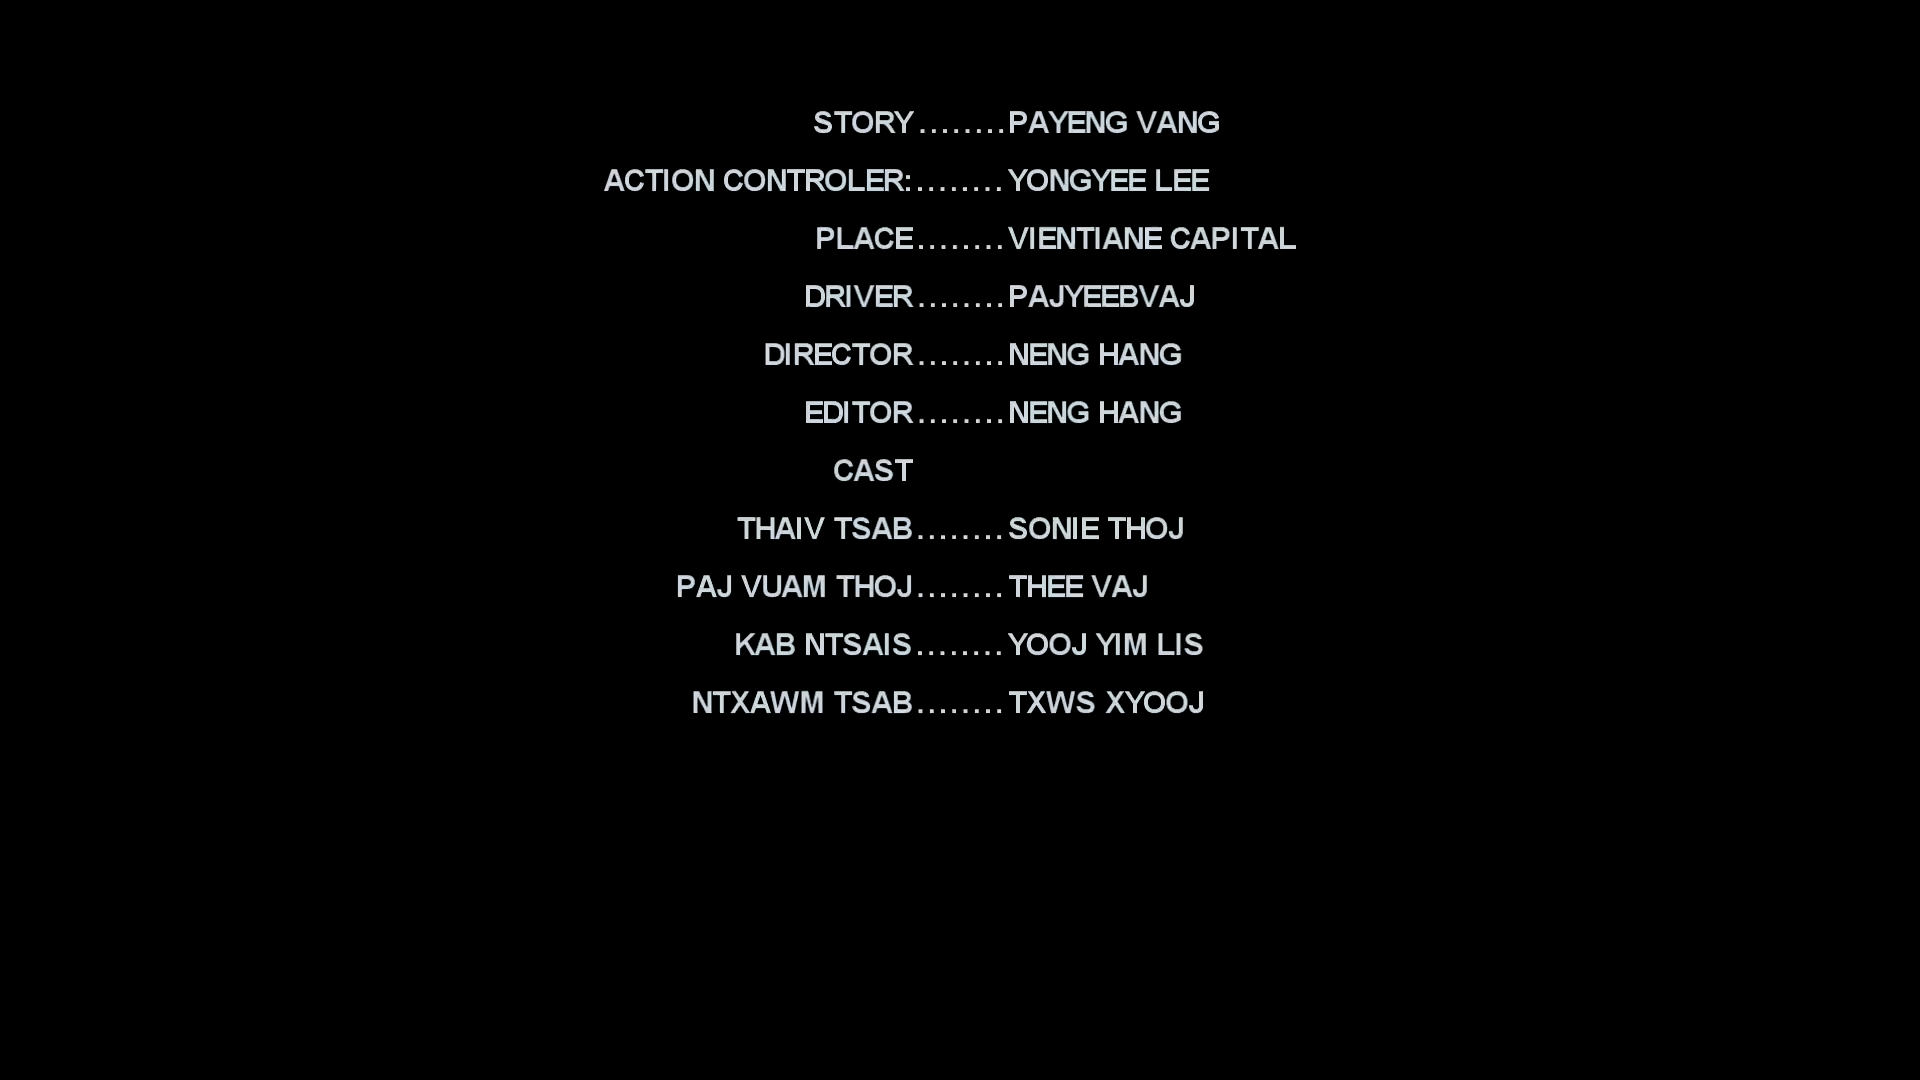 STORY........PAYENG VANG
ACTION CONTROLER:........YONGYEE LEE
PLACE........VIENTIANE CAPITAL
DRIVER........PAJYEEBVAJ
DIRECTOR........NENG HANG
EDITOR........NENG HANG
CAST
THAIV TSAB........SONIE THOJ
PAJ VUAM THOJ........THEE VAJ
KAB NTSAIS........YOOJ YIM LIS
NTXAWM TSAB........TXWS XYOOJ